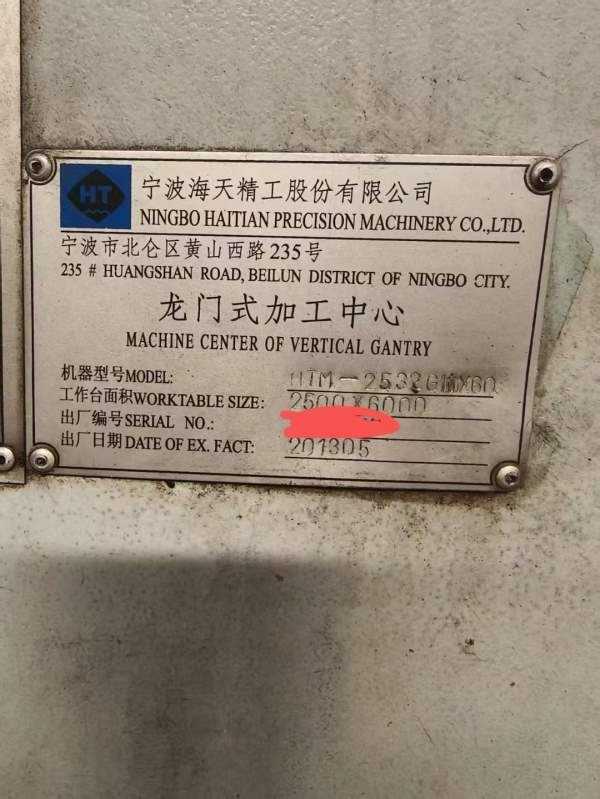 HT
宁波海天精工股份有限公司
NINGBO HAITIAN PRECISION MACHINERY CO.,LTD.
宁波市北仑区黄山西路235号
235 # HUANGSHAN ROAD, BEILUN DISTRICT OF NINGBO CITY.
龙门式加工中心
MACHINE CENTER OF VERTICAL GANTRY
机器型号MODEL:
工作台面积WORKTABLE SIZE: 2500X6000
出厂编号SERIAL NO.:
出厂日期DATE OF EX. FACT: 201305